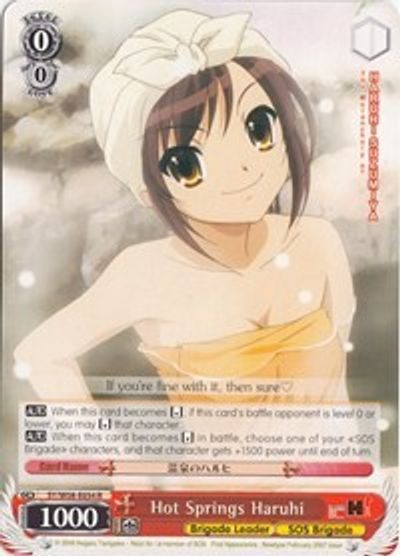 0
0
HARUHI SUZUMIYA
The Melancholy of
If you're fine with it, then sure♡
When this card becomes [ ], if this card's battle opponent is level 0 or
lower, you may [ ] that character.
When this card becomes [ ] in battle, choose one of your «SOS
Brigade» characters, and that character gets +1500 power until end of turn.
Card Name
温泉のハルヒ
1000
Hot Springs Haruhi
Brigade Leader
SOS Brigade